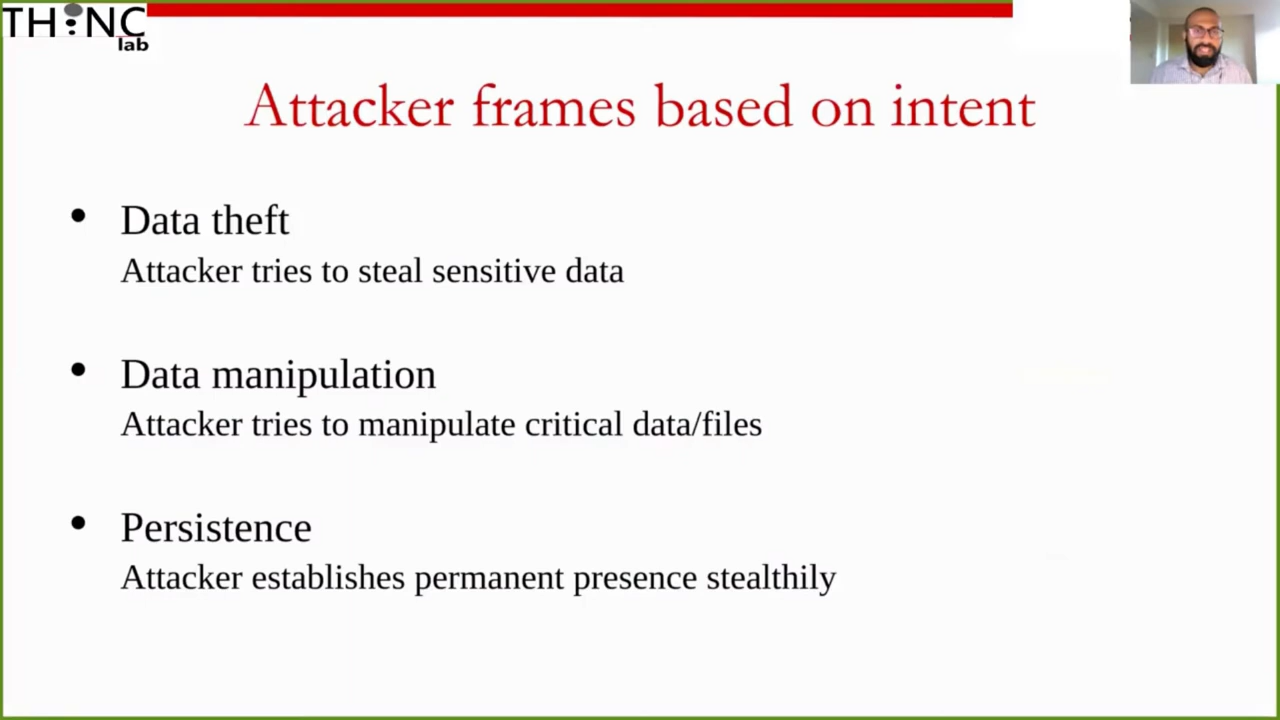 THINC
lab
Attacker frames based on intent
• Data theft
Attacker tries to steal sensitive data
• Data manipulation
Attacker tries to manipulate critical data/files
• Persistence
Attacker establishes permanent presence stealthily